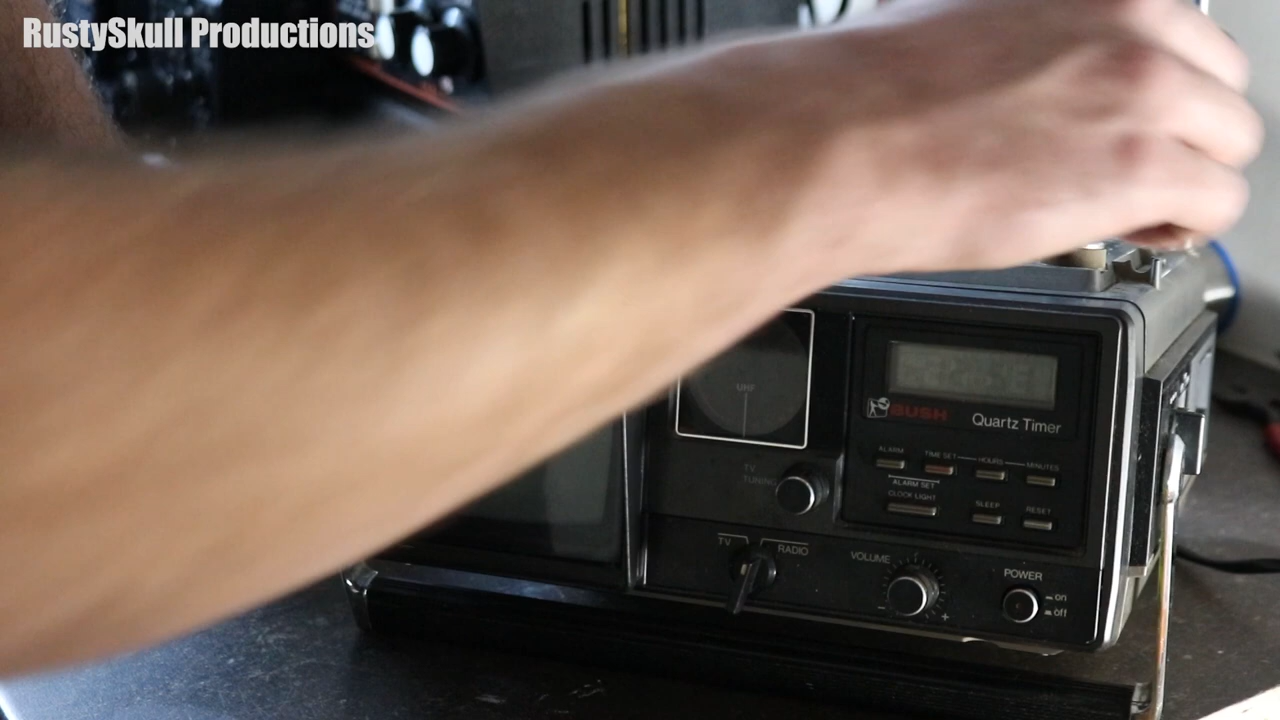 RustySkull Productions
UHF
BUSH
Quartz Timer
ALARM
TIME SET
HOURS
MINUTES
ALARM SET
CLOCK LIGHT
SLEEP
RESET
TV
TUNING
TV
RADIO
VOLUME
- +
POWER
on
off